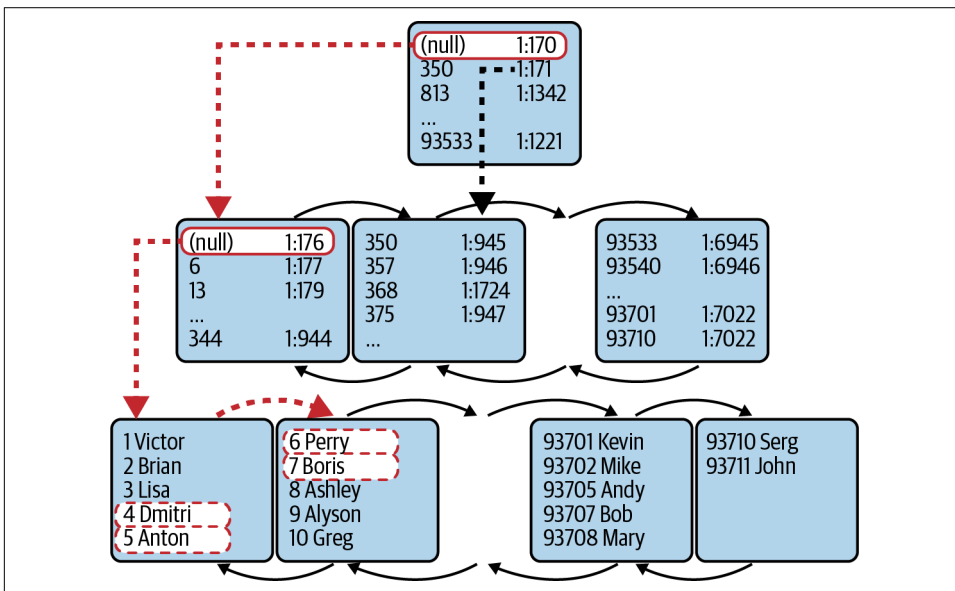 (null) 1:170
350 1:171
813 1:1342
...
93533 1:1221
(null) 1:176
6 1:177
13 1:179
...
344 1:944
350 1:945
357 1:946
368 1:1724
375 1:947
...
93533 1:6945
93540 1:6946
...
93701 1:7022
93710 1:7022
1 Victor
2 Brian
3 Lisa
4 Dmitri
5 Anton
6 Perry
7 Boris
8 Ashley
9 Alyson
10 Greg
93701 Kevin
93702 Mike
93705 Andy
93707 Bob
93708 Mary
93710 Serg
93711 John